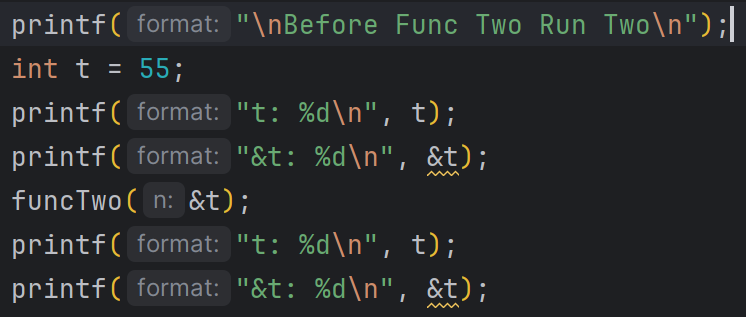 printf( format: "\nBefore Func Two Run Two\n");
int t = 55;
printf( format: "t: %d\n", t);
printf( format: "&t: %d\n", &t);
funcTwo( n: &t);
printf( format: "t: %d\n", t);
printf( format: "&t: %d\n", &t);